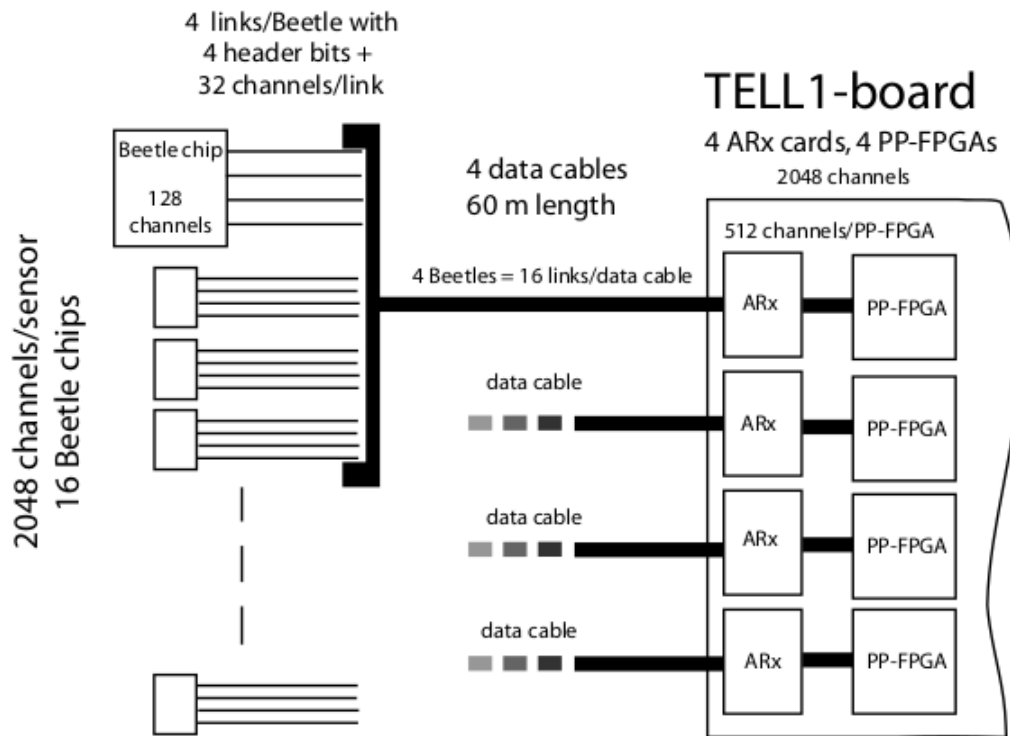 4 links/Beetle with
4 header bits +
32 channels/link
Beetle chip
128
channels
2048 channels/sensor
16 Beetle chips
4 data cables
60 m length
4 Beetles = 16 links/data cable
data cable
data cable
data cable
TELL1-board
4 ARx cards, 4 PP-FPGAs
2048 channels
512 channels/PP-FPGA
ARx
PP-FPGA
ARx
PP-FPGA
ARx
PP-FPGA
ARx
PP-FPGA